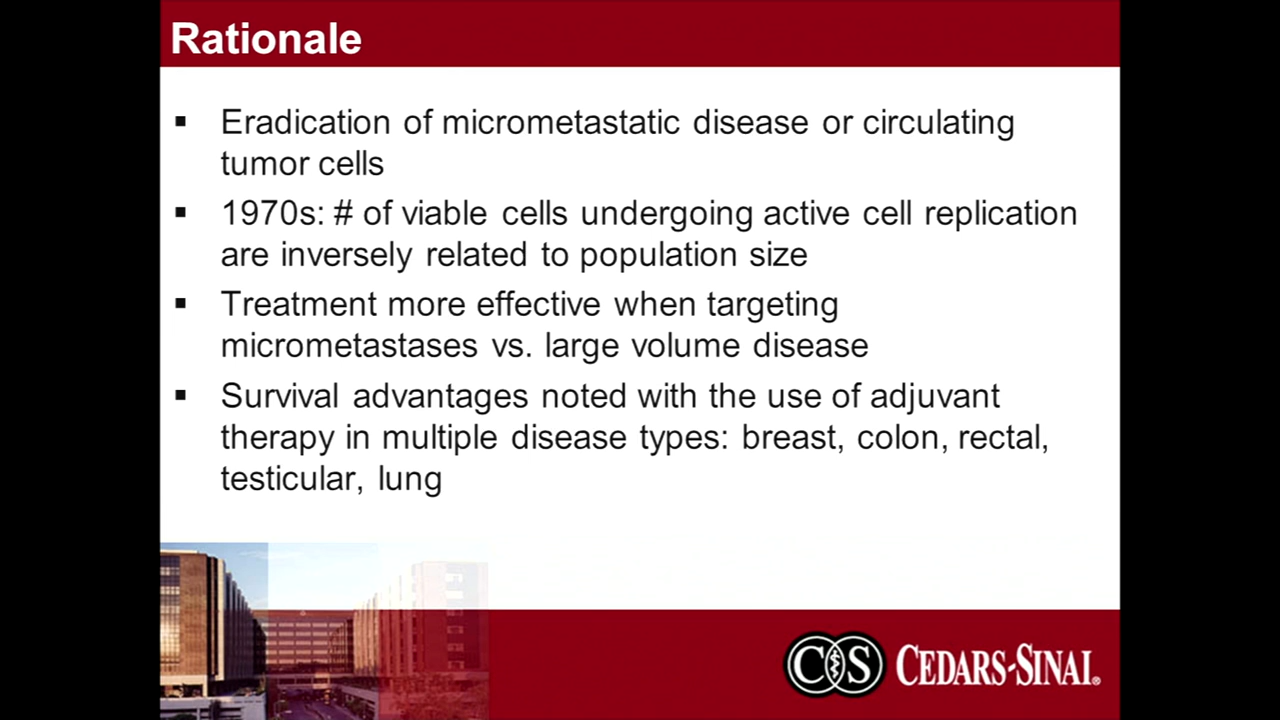 Rationale
▪ Eradication of micrometastatic disease or circulating
tumor cells
▪ 1970s: # of viable cells undergoing active cell replication
are inversely related to population size
▪ Treatment more effective when targeting
micrometastases vs. large volume disease
▪ Survival advantages noted with the use of adjuvant
therapy in multiple disease types: breast, colon, rectal,
testicular, lung
CS CEDARS-SINAI®